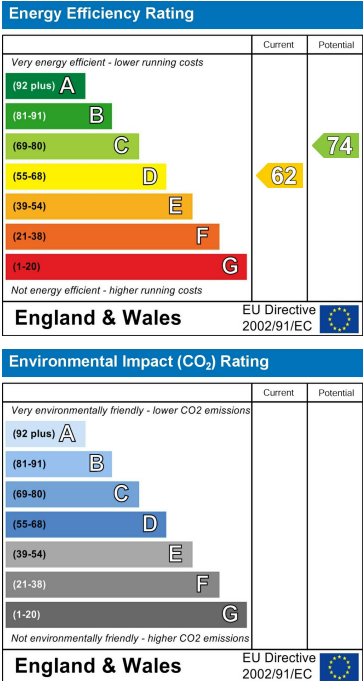 Energy Efficiency Rating
Current Potential
Very energy efficient - lower running costs
(92 plus) A
(81-91) B
(69-80) C
74
(55-68) D
62
(39-54) E
(21-38) F
(1-20) G
Not energy efficient - higher running costs
England & Wales
EU Directive
2002/91/EC
Environmental Impact (CO₂) Rating
Current Potential
Very environmentally friendly - lower CO2 emissions
(92 plus) A
(81-91) B
(69-80) C
(55-68) D
(39-54) E
(21-38) F
(1-20) G
Not environmentally friendly - higher CO2 emissions
England & Wales
EU Directive
2002/91/EC